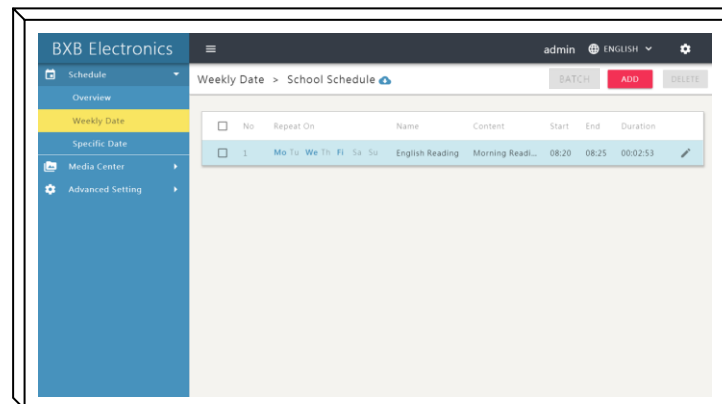 BXB Electronics
admin ENGLISH
Schedule
Overview
Weekly Date
Specific Date
Media Center
Advanced Setting
Weekly Date > School Schedule
BATCH ADD DELETE
No Repeat On Name Content Start End Duration
1 Mo Tu We Th Fi Sa Su English Reading Morning Readi... 08:20 08:25 00:02:53